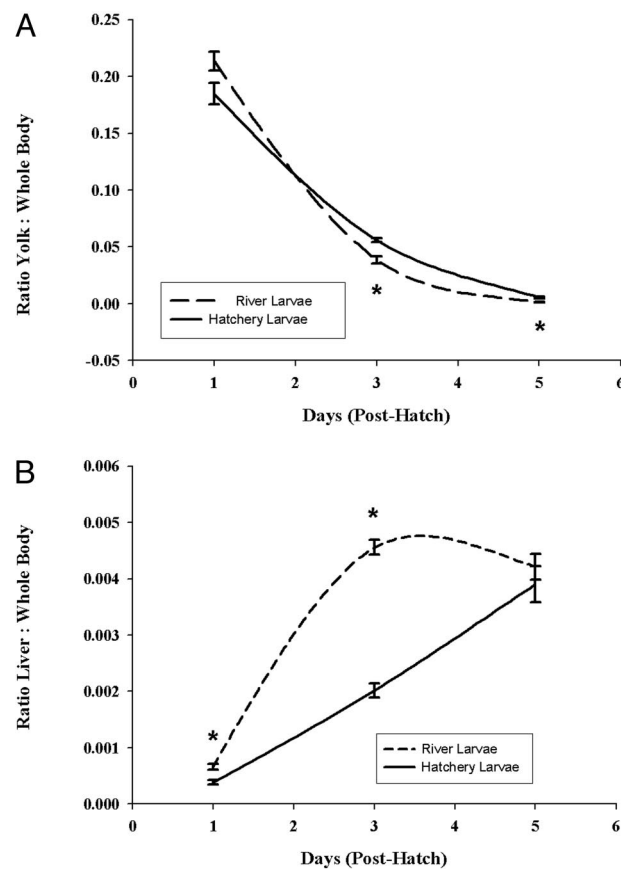 A
0.25
0.20
0.15
0.10
0.05
0.00
-0.05
Ratio Yolk : Whole Body
River Larvae
Hatchery Larvae
*
*
0 1 2 3 4 5 6
Days (Post-Hatch)
B
0.006
0.005
0.004
0.003
0.002
0.001
0.000
Ratio Liver : Whole Body
*
*
River Larvae
Hatchery Larvae
0 1 2 3 4 5 6
Days (Post-Hatch)